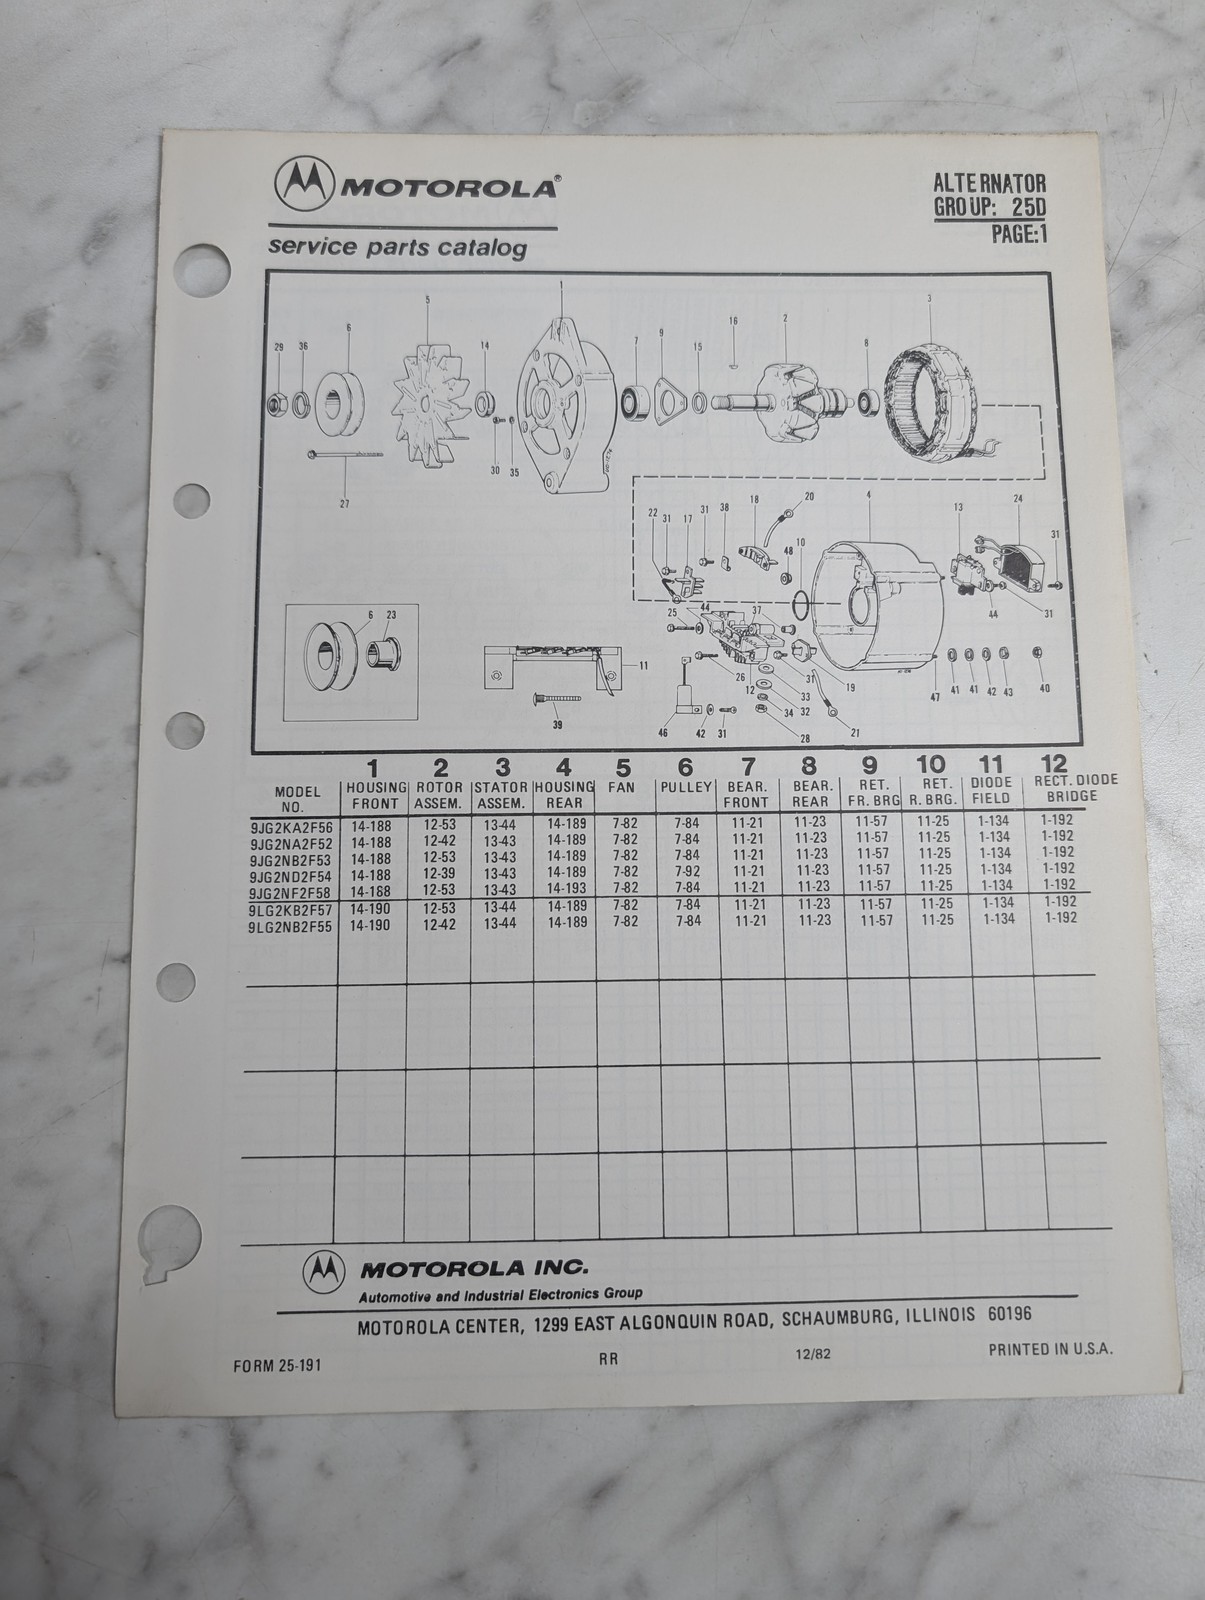 MOTOROLA®
service parts catalog
ALTERNATOR
GROUP: 25D
PAGE:1
29 36 6 5 14 1 7 9 15 16 2 8 3
27 30 35
22 31 17 31 38 18 20 48 10 4 13 24 31
25 44 37 44 31
6 23
11 39
26 12 31 33 19 34 32 28 21 46 42 31
47 41 41 42 43 40
1 2 3 4 5 6 7 8 9 10 11 12
MODEL NO. HOUSING FRONT ROTOR ASSEM. STATOR ASSEM. HOUSING REAR FAN PULLEY BEAR. FRONT BEAR. REAR RET. FR. BRG RET. R. BRG. DIODE FIELD RECT. DIODE BRIDGE
9JG2KA2F56 14-188 12-53 13-44 14-189 7-82 7-84 11-21 11-23 11-57 11-25 1-134 1-192
9JG2NA2F52 14-188 12-42 13-43 14-189 7-82 7-84 11-21 11-23 11-57 11-25 1-134 1-192
9JG2NB2F53 14-188 12-53 13-43 14-189 7-82 7-84 11-21 11-23 11-57 11-25 1-134 1-192
9JG2ND2F54 14-188 12-39 13-43 14-189 7-82 7-92 11-21 11-23 11-57 11-25 1-134 1-192
9JG2NF2F58 14-188 12-53 13-43 14-193 7-82 7-84 11-21 11-23 11-57 11-25 1-134 1-192
9LG2KB2F57 14-190 12-53 13-44 14-189 7-82 7-84 11-21 11-23 11-57 11-25 1-134 1-192
9LG2NB2F55 14-190 12-42 13-44 14-189 7-82 7-84 11-21 11-23 11-57 11-25 1-134 1-192
MOTOROLA INC.
Automotive and Industrial Electronics Group
MOTOROLA CENTER, 1299 EAST ALGONQUIN ROAD, SCHAUMBURG, ILLINOIS 60196
FORM 25-191 RR 12/82 PRINTED IN U.S.A.